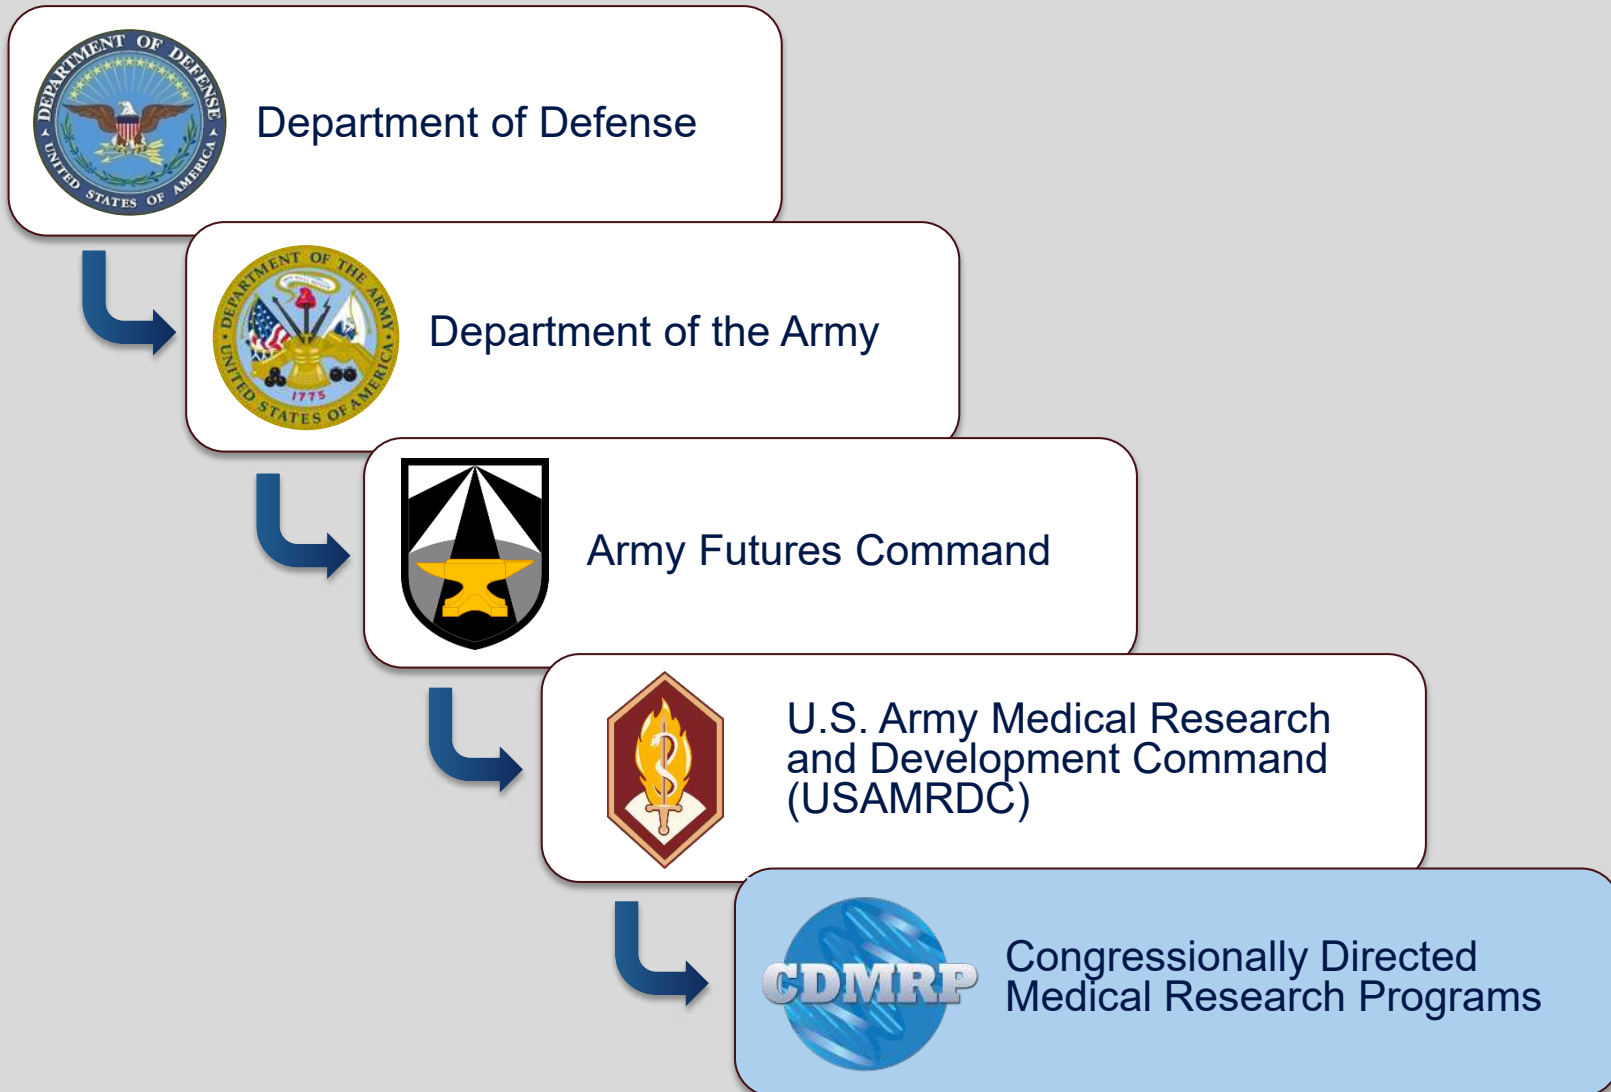 DEPARTMENT OF DEFENSE
UNITED STATES OF AMERICA
Department of Defense
DEPARTMENT OF THE ARMY
1775
UNITED STATES OF AMERICA
Department of the Army
Army Futures Command
U.S. Army Medical Research
and Development Command
(USAMRDC)
CDMRP
Congressionally Directed
Medical Research Programs